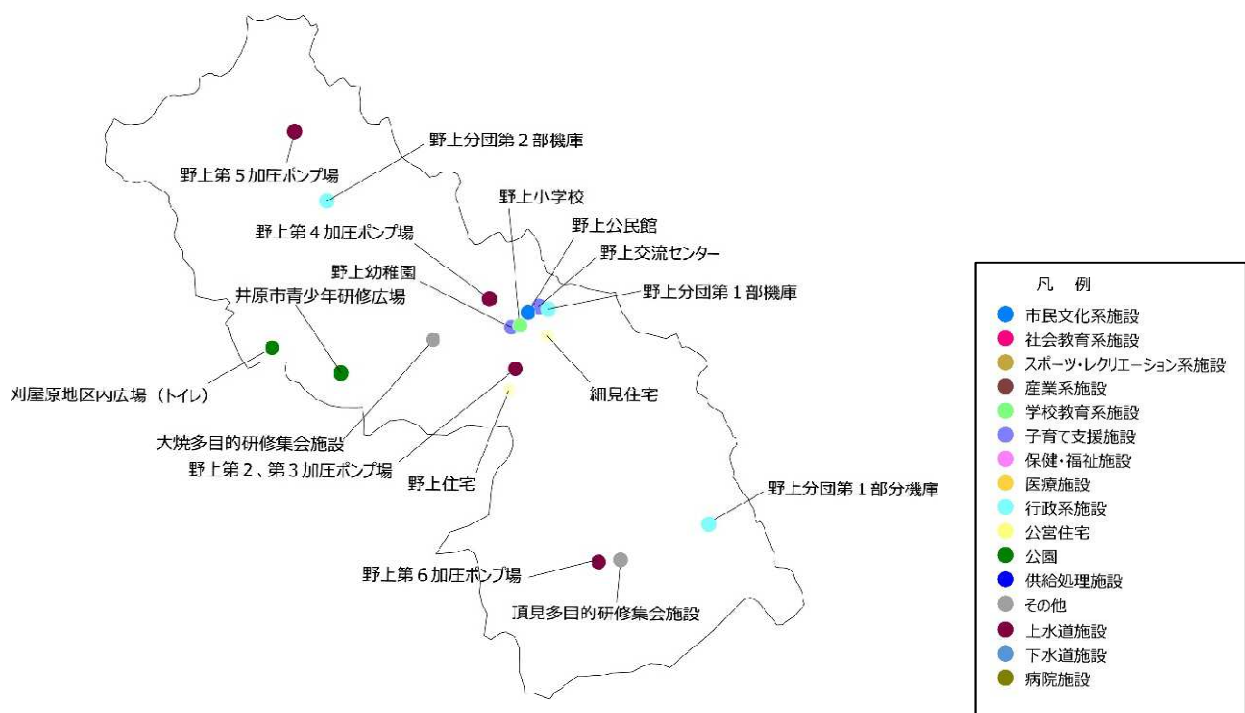 野上分団第２部機庫
野上第５加圧ポンプ場
野上小学校
野上公民館
野上第４加圧ポンプ場
野上交流センター
野上幼稚園
野上分団第１部機庫
井原市青少年研修広場
刈屋原地区内広場（トイレ）
細見住宅
大焼多目的研修集会施設
野上第２、第３加圧ポンプ場
野上住宅
野上分団第１部分機庫
野上第６加圧ポンプ場
頂見多目的研修集会施設
凡 例
市民文化系施設
社会教育系施設
スポーツ・レクリエーション系施設
産業系施設
学校教育系施設
子育て支援施設
保健・福祉施設
医療施設
行政系施設
公営住宅
公園
供給処理施設
その他
上水道施設
下水道施設
病院施設